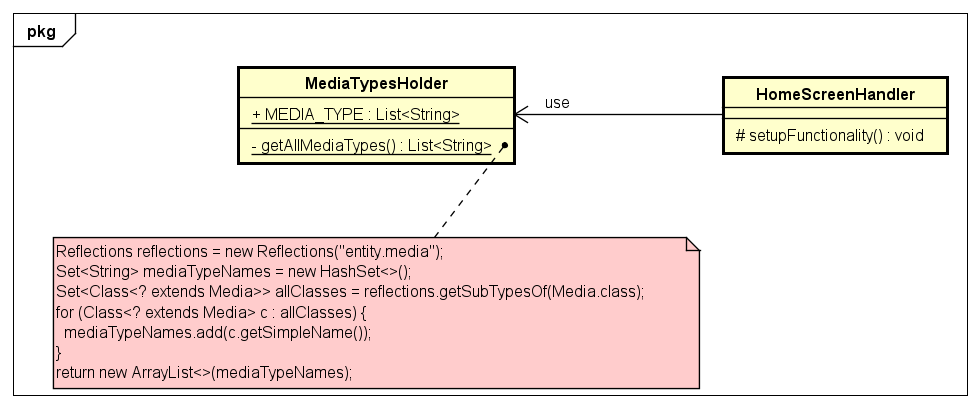 pkg
MediaTypesHolder
+ MEDIA_TYPE : List<String>
- getAllMediaTypes() : List<String>
use
HomeScreenHandler
# setupFunctionality() : void
Reflections reflections = new Reflections("entity.media");
Set<String> mediaTypeNames = new HashSet<>();
Set<Class<? extends Media>> allClasses = reflections.getSubTypesOf(Media.class);
for (Class<? extends Media> c : allClasses) {
  mediaTypeNames.add(c.getSimpleName());
}
return new ArrayList<>(mediaTypeNames);